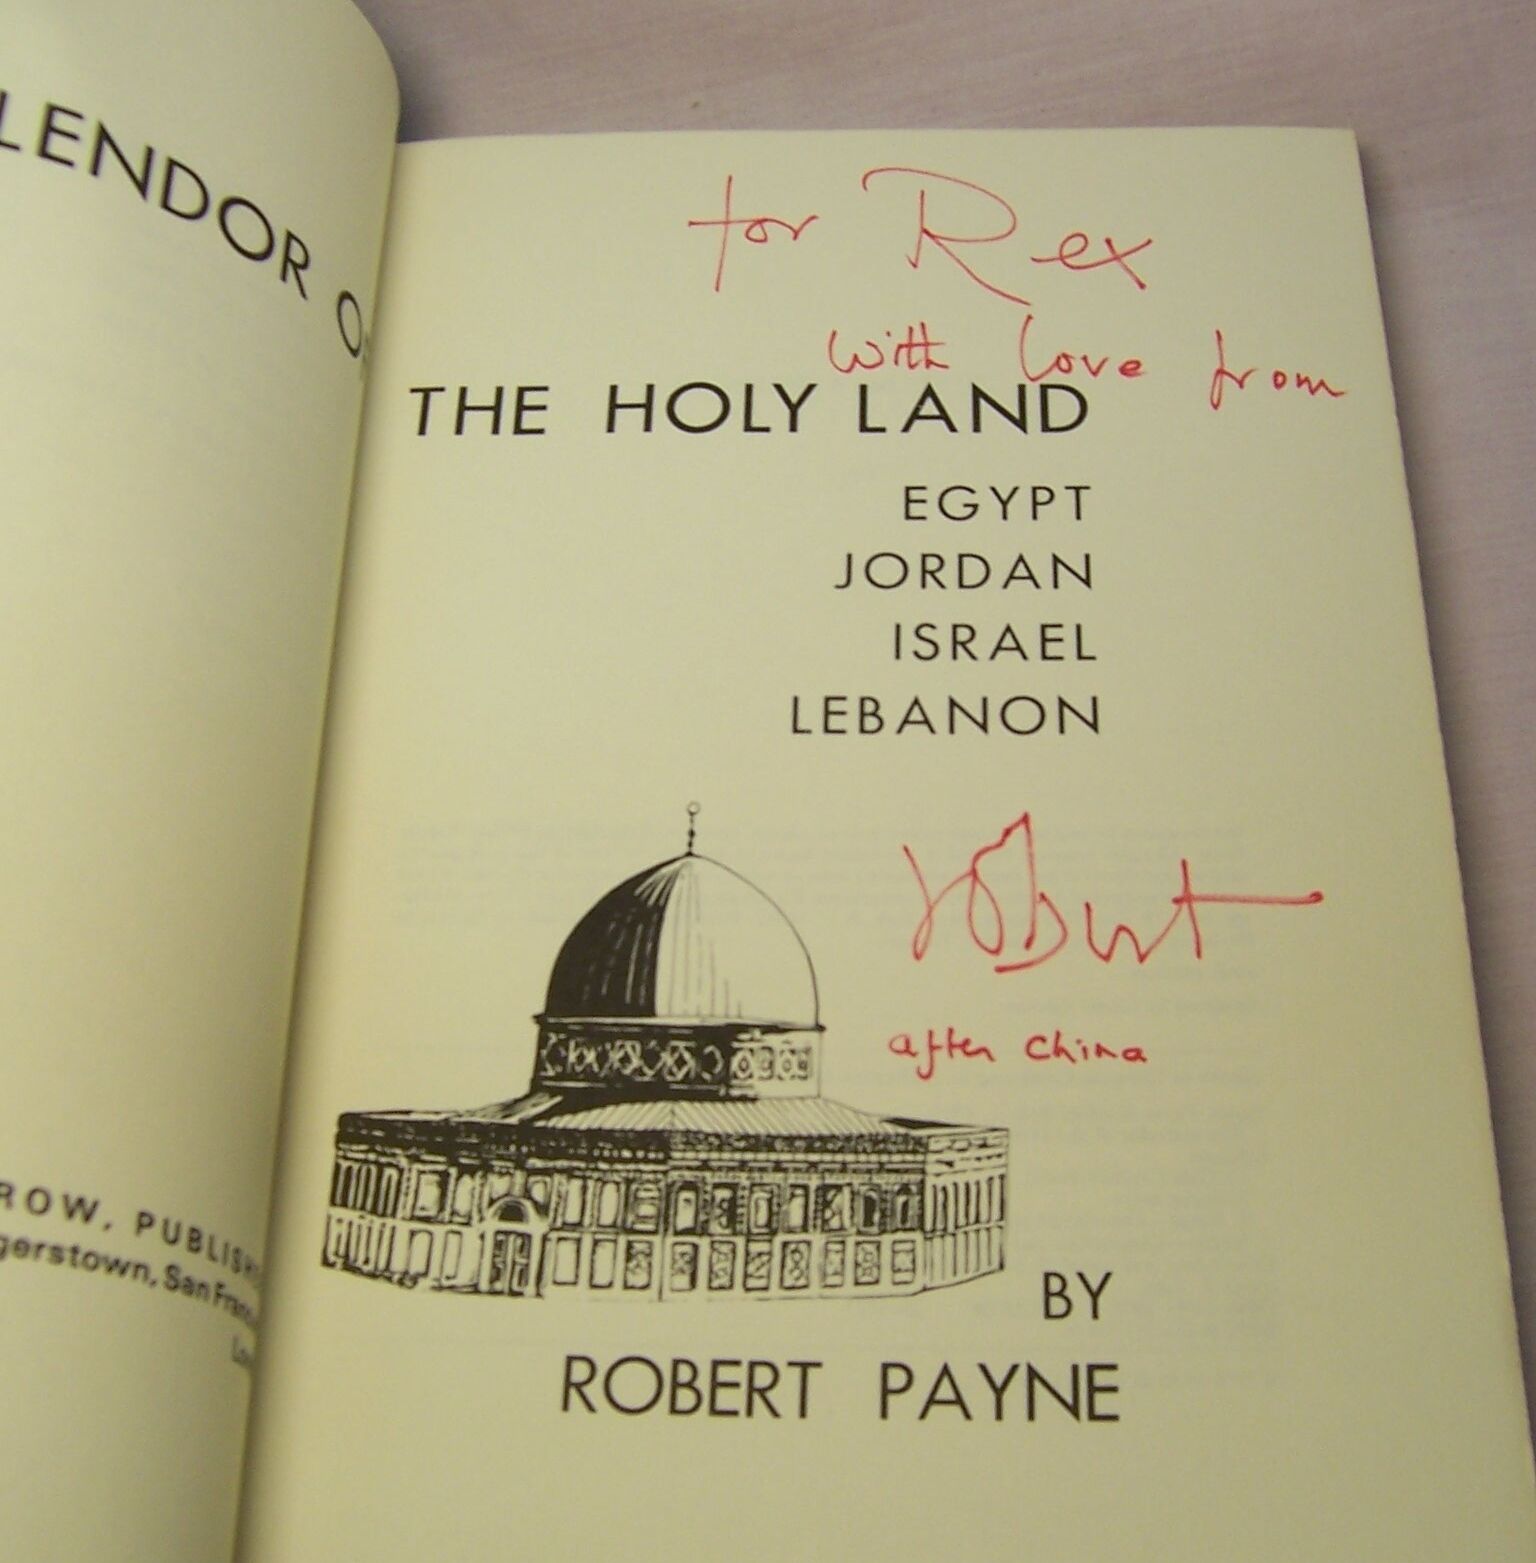 LENDOR O
ROW, PUBLISH
gerstown, San Fran
for Rex
with love from
THE HOLY LAND
EGYPT
JORDAN
ISRAEL
LEBANON
Robert
after China
BY
ROBERT PAYNE